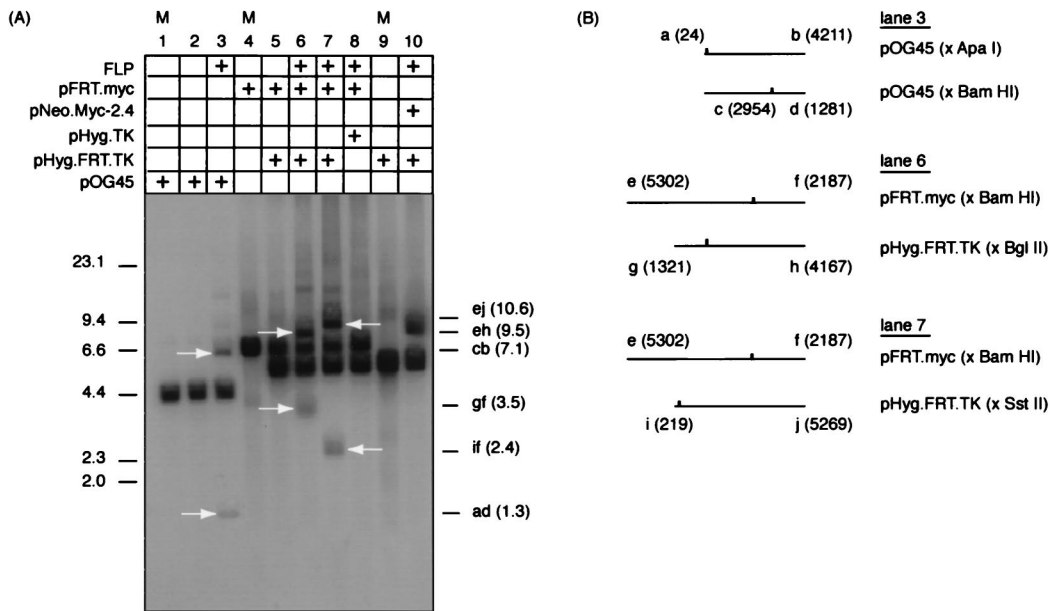 (A)
M M M
1 2 3 4 5 6 7 8 9 10
FLP + + + + +
pFRT.myc + + + + +
pNeo.Myc-2.4 +
pHyg.TK +
pHyg.FRT.TK + + + + +
pOG45 + + +
23.1
9.4
6.6
4.4
2.3
2.0
ej (10.6)
eh (9.5)
cb (7.1)
gf (3.5)
if (2.4)
ad (1.3)
(B)
lane 3
a (24) b (4211)
pOG45 (x Apa I)
pOG45 (x Bam HI)
c (2954) d (1281)
lane 6
e (5302) f (2187)
pFRT.myc (x Bam HI)
pHyg.FRT.TK (x Bgl II)
g (1321) h (4167)
lane 7
e (5302) f (2187)
pFRT.myc (x Bam HI)
pHyg.FRT.TK (x Sst II)
i (219) j (5269)